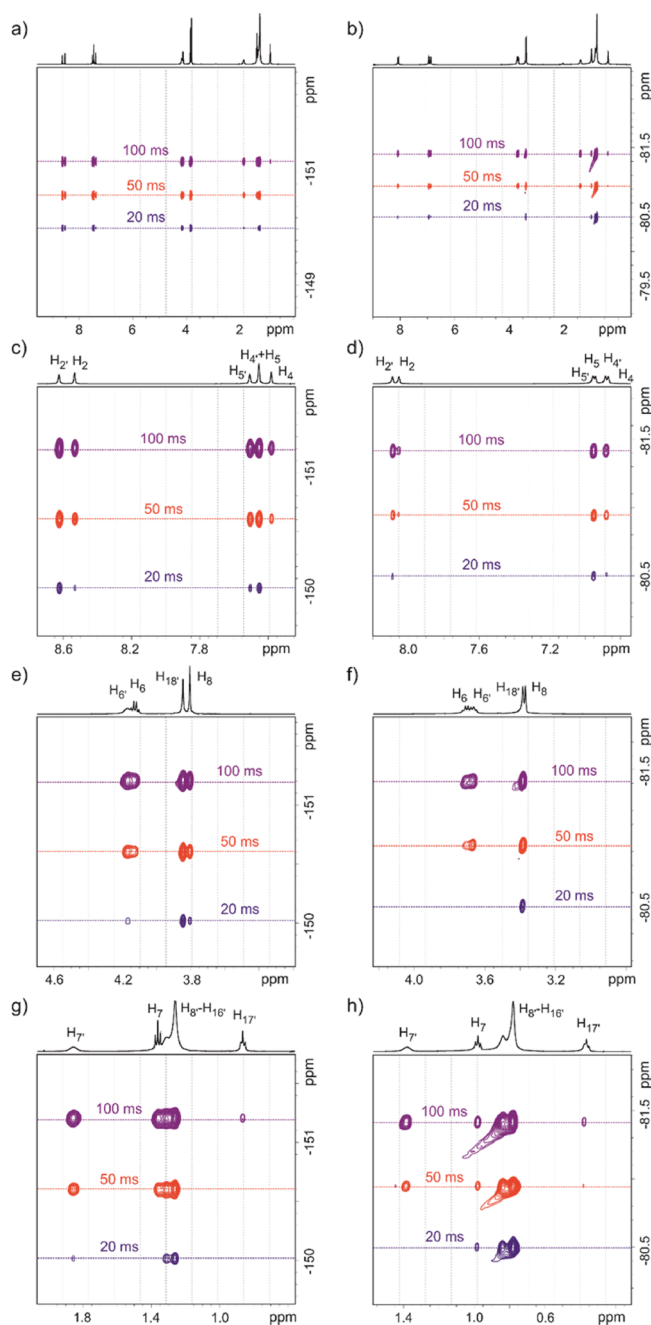 a)
100 ms
50 ms
20 ms
ppm
-151
-149
8 6 4 2 ppm
b)
100 ms
50 ms
20 ms
ppm
-81.5
-80.5
-79.5
8 6 4 2 ppm
c)
H2' H2
H4'+H5
H5' H4
100 ms
50 ms
20 ms
ppm
-151
-150
8.6 8.2 7.8 ppm
d)
H2' H2
H5
H5' H4'
H4
100 ms
50 ms
20 ms
ppm
-81.5
-80.5
8.0 7.6 7.2 ppm
e)
H6' H6
H18' H8
100 ms
50 ms
20 ms
ppm
-151
-150
4.6 4.2 3.8 ppm
f)
H6 H6'
H18' H8
100 ms
50 ms
20 ms
ppm
-81.5
-80.5
4.0 3.6 3.2 ppm
g)
H7'
H7
H8'-H16'
H17'
100 ms
50 ms
20 ms
ppm
-151
-150
1.8 1.4 1.0 ppm
h)
H7'
H7
H8'-H16'
H17'
100 ms
50 ms
20 ms
ppm
-81.5
-80.5
1.4 1.0 0.6 ppm